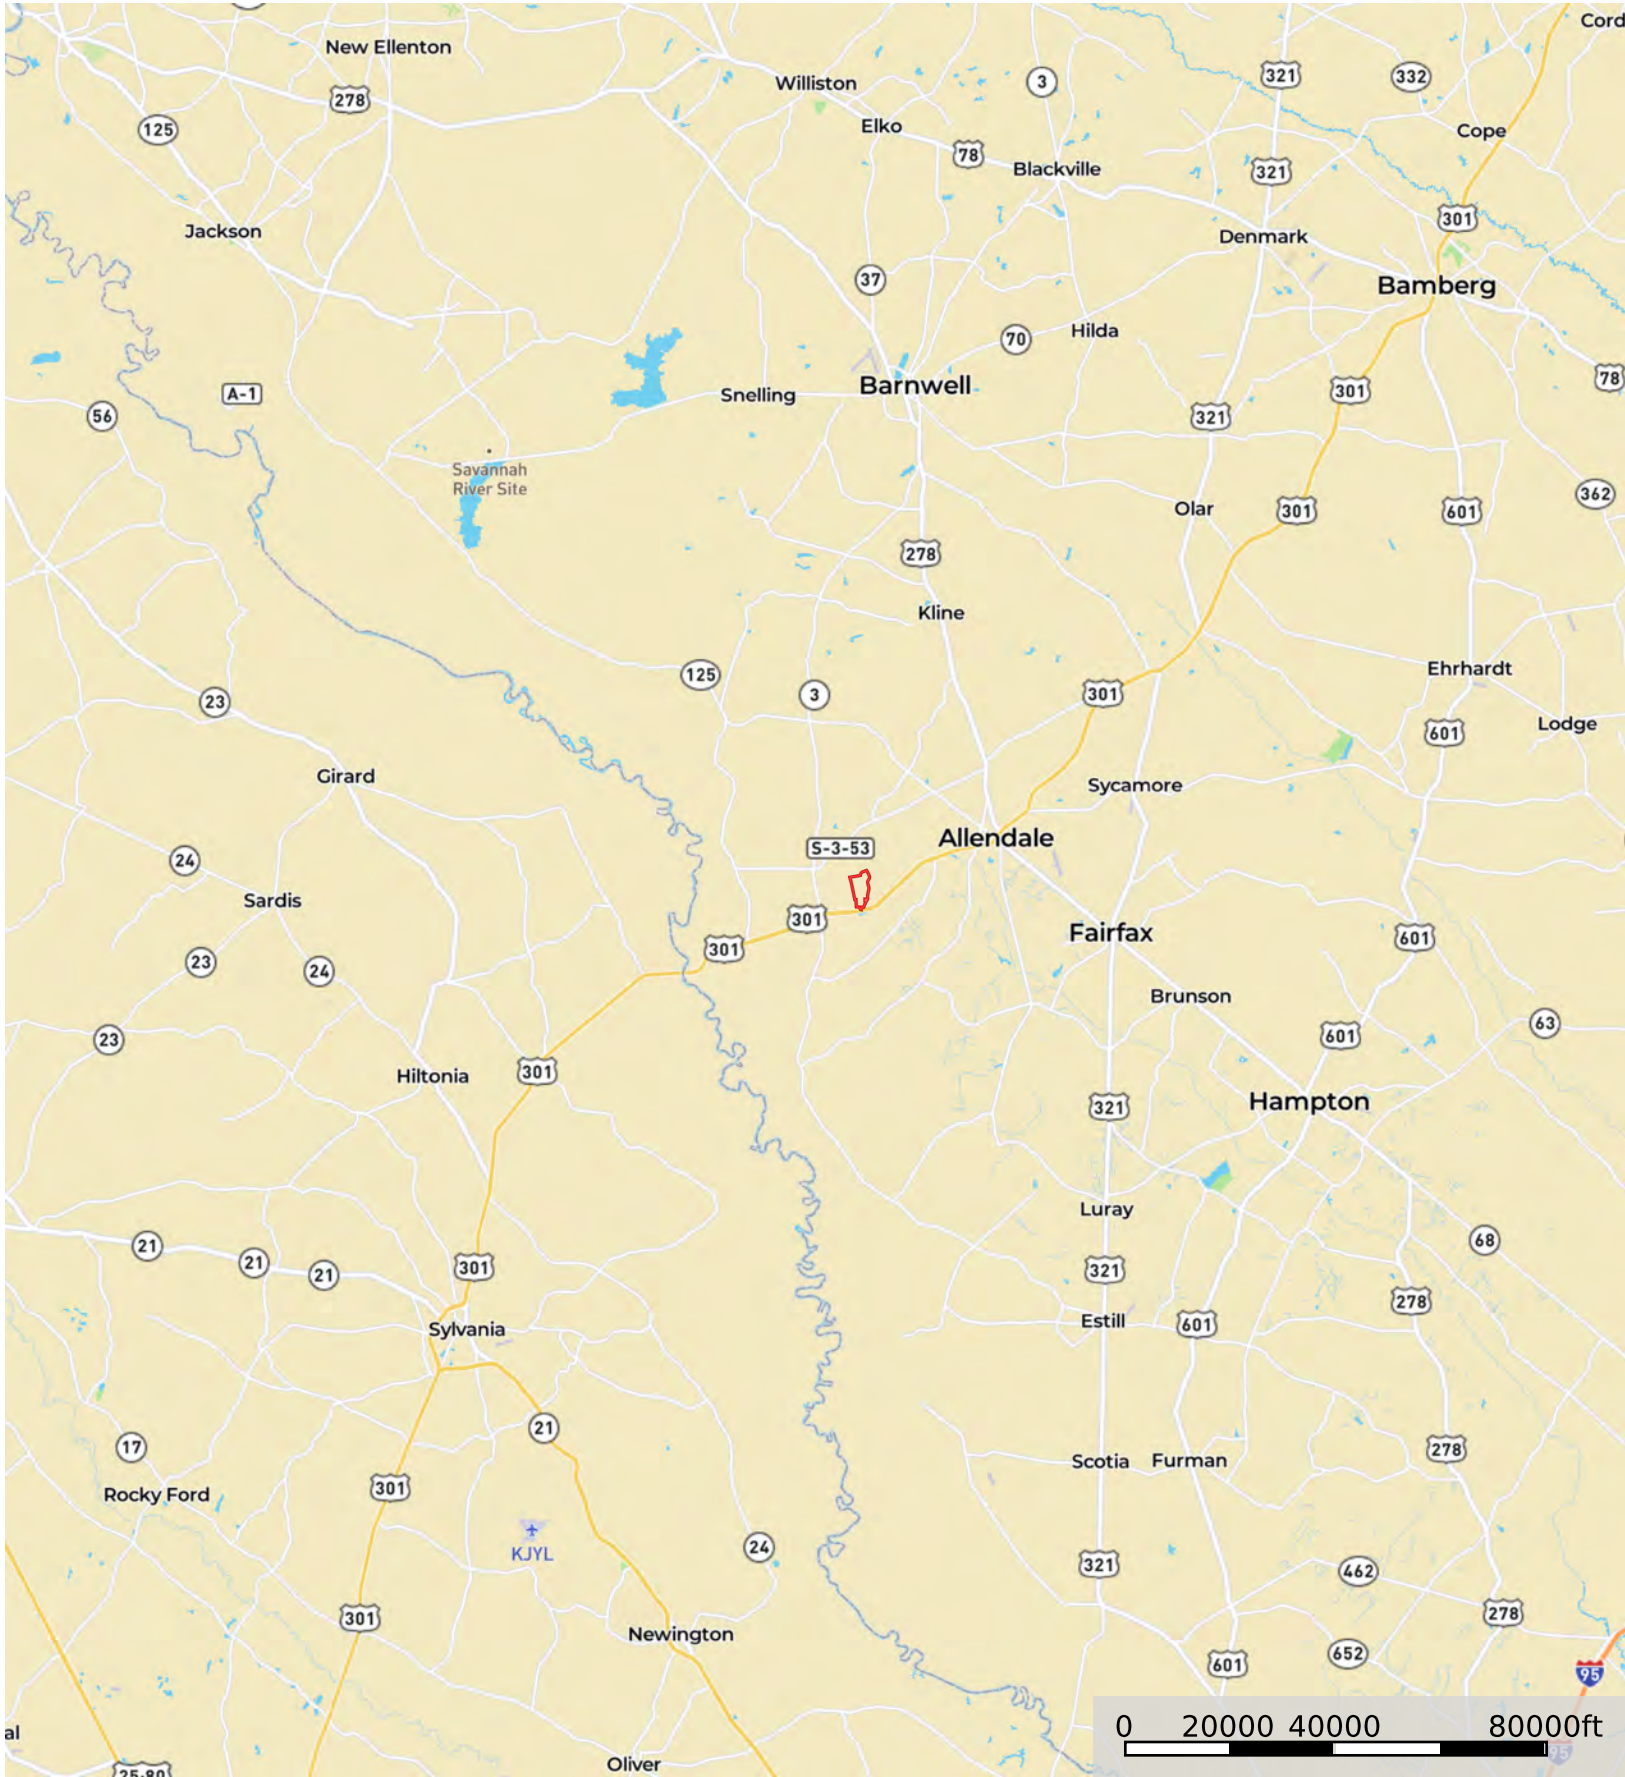 Cord
New Ellenton
Williston
3
321
332
278
125
Elko
Cope
78
Blackville
321
301
Jackson
Denmark
37
Bamberg
70
Hilda
78
A-1
Snelling
Barnwell
301
56
321
Savannah
River Site
362
Olar
301
601
278
Kline
125
3
301
Ehrhardt
23
Lodge
601
Girard
Sycamore
Allendale
S-3-53
24
Sardis
301
Fairfax
601
301
23
24
Brunson
63
601
23
Hiltonia
301
Hampton
321
Luray
21
68
21
21
301
321
278
Estill
601
Sylvania
21
17
278
Scotia
Furman
301
Rocky Ford
KJYL
24
321
462
278
301
Newington
652
601
95
0 20000 40000 80000ft
al
95
Oliver
25-80